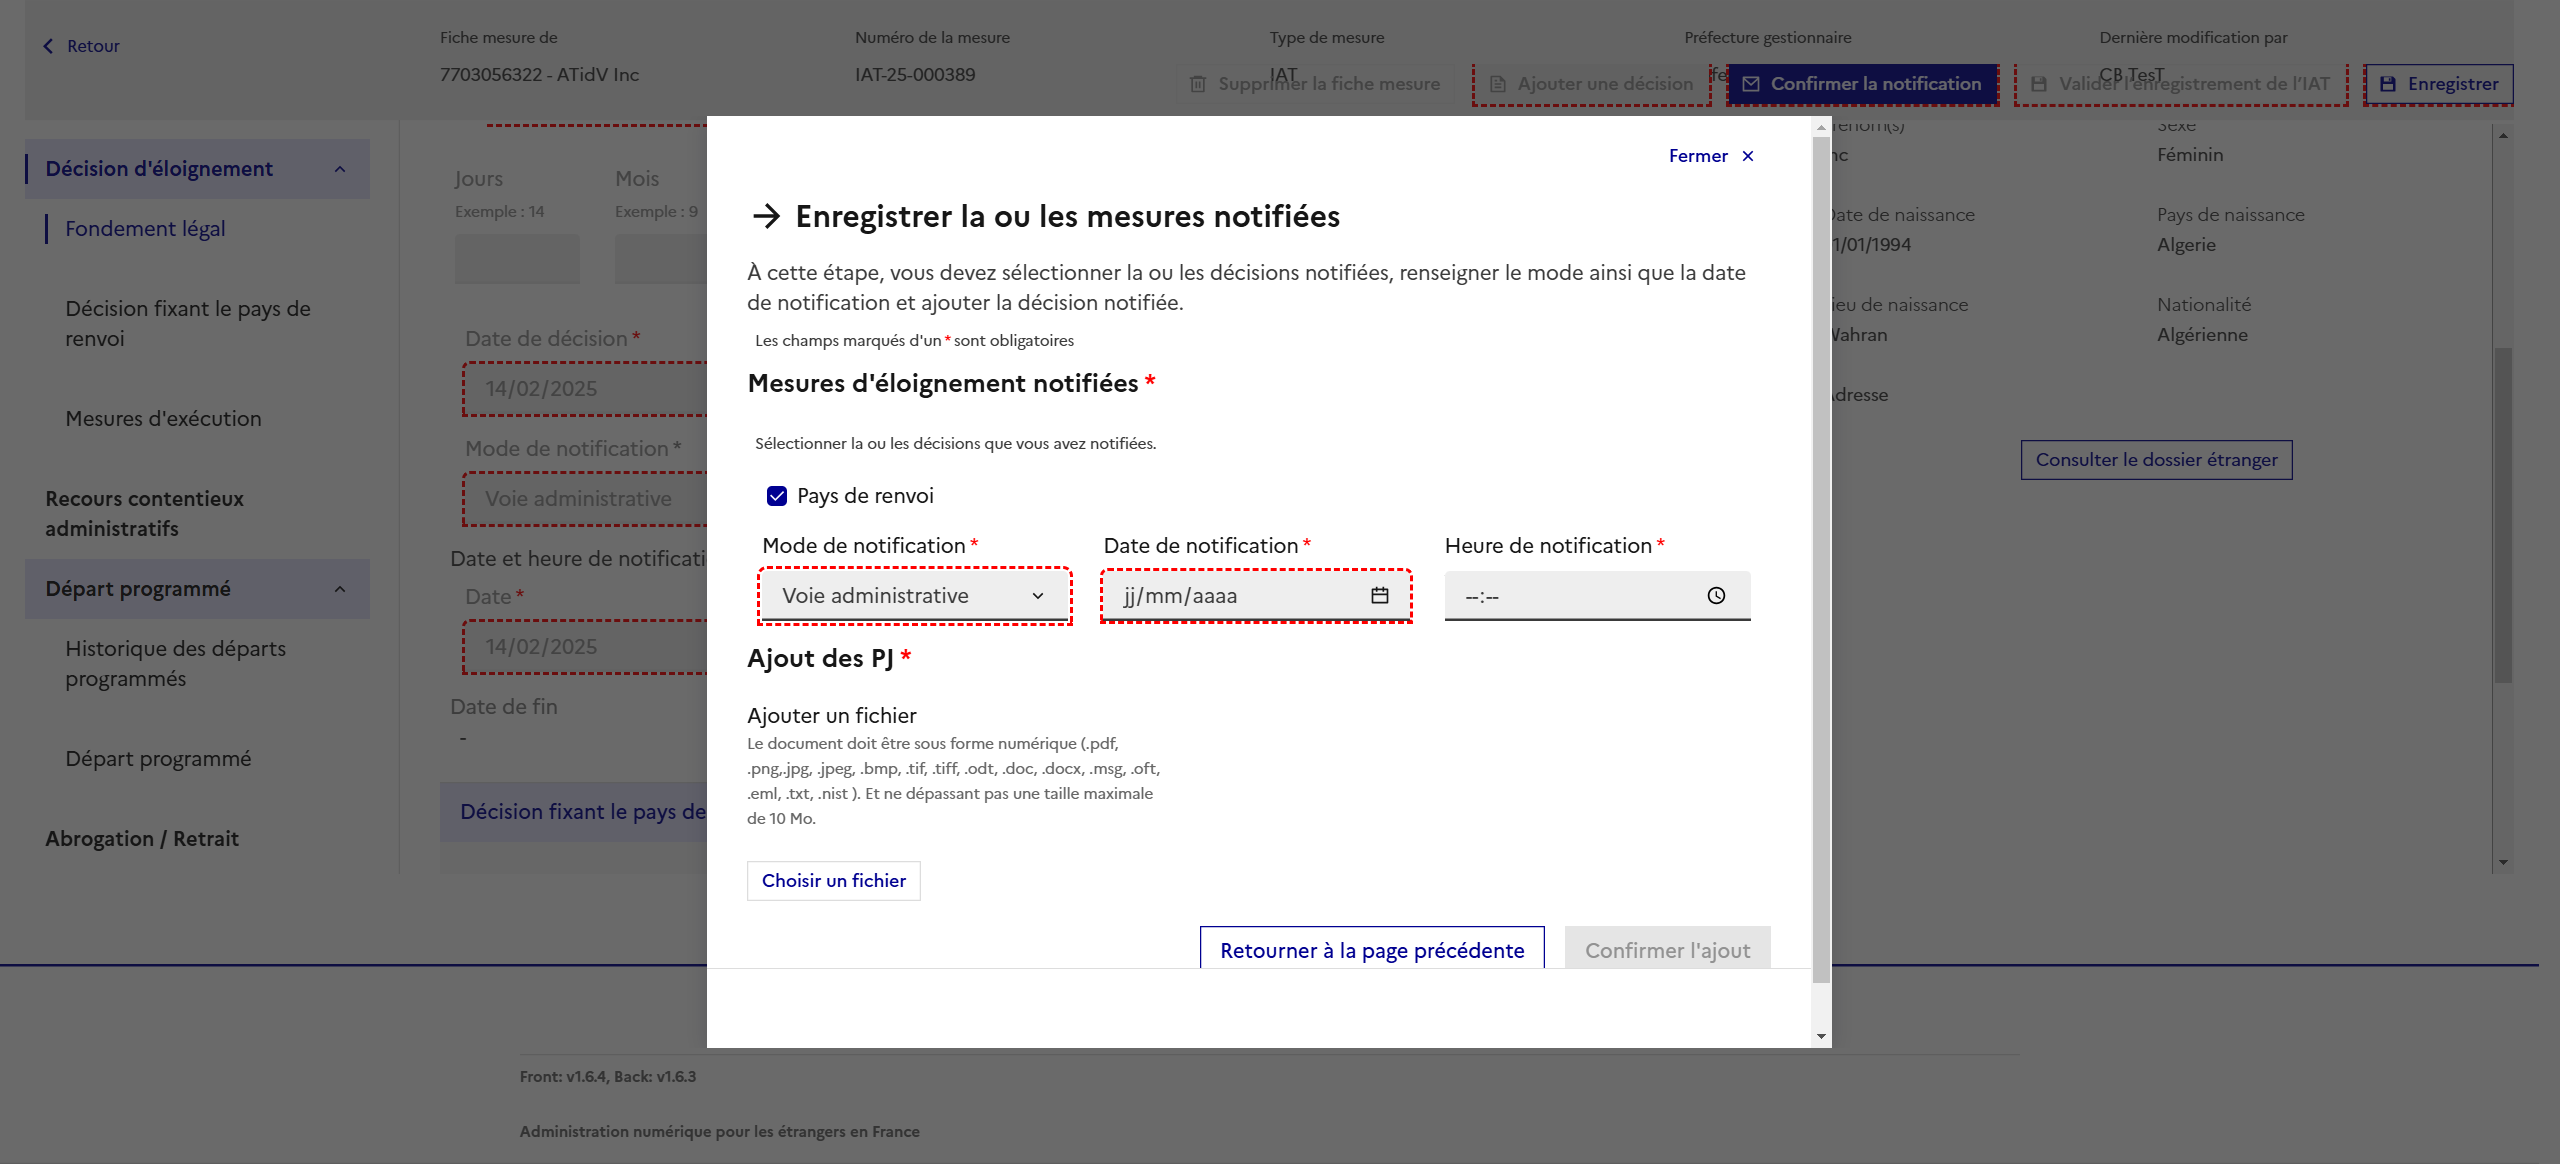 Retour
Fiche mesure de
7703056322 - ATidV Inc
Numéro de la mesure
IAT-25-000389
Type de mesure
IAT
Préfecture gestionnaire
Dernière modification par
CB TesT
Supprimer la fiche mesure
Ajouter une décision
Confirmer la notification
Valider l'enregistrement de l'IAT
Enregistrer
Décision d'éloignement
Fondement légal
Décision fixant le pays de
renvoi
Mesures d'exécution
Recours contentieux
administratifs
Départ programmé
Historique des départs
programmés
Départ programmé
Abrogation / Retrait
Jours
Exemple : 14
Mois
Exemple : 9
Date de décision *
14/02/2025
Mode de notification *
Voie administrative
Date et heure de notificati
Date *
14/02/2025
Date de fin
-
Décision fixant le pays de
Fermer ×
Enregistrer la ou les mesures notifiées
À cette étape, vous devez sélectionner la ou les décisions notifiées, renseigner le mode ainsi que la date
de notification et ajouter la décision notifiée.
Les champs marqués d'un * sont obligatoires
Mesures d'éloignement notifiées *
Sélectionner la ou les décisions que vous avez notifiées.
Pays de renvoi
Mode de notification *
Voie administrative
Date de notification *
jj/mm/aaaa
Heure de notification *
--:--
Ajout des PJ *
Ajouter un fichier
Le document doit être sous forme numérique (.pdf,
.png,.jpg, .jpeg, .bmp, .tif, .tiff, .odt, .doc, .docx, .msg, .oft,
.eml, .txt, .nist ). Et ne dépassant pas une taille maximale
de 10 Mo.
Choisir un fichier
Retourner à la page précédente
Confirmer l'ajout
rénom(s)
nc
Sexe
Féminin
Date de naissance
1/01/1994
Pays de naissance
Algerie
ieu de naissance
Wahran
Nationalité
Algérienne
Adresse
Consulter le dossier étranger
Front: v1.6.4, Back: v1.6.3
Administration numérique pour les étrangers en France